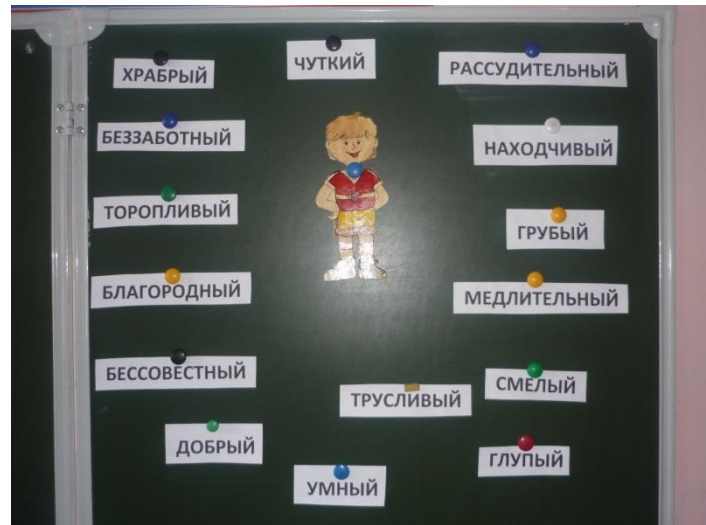 ХРАБРЫЙ
ЧУТКИЙ
РАССУДИТЕЛЬНЫЙ
БЕЗЗАБОТНЫЙ
НАХОДЧИВЫЙ
ТОРОПЛИВЫЙ
ГРУБЫЙ
БЛАГОРОДНЫЙ
МЕДЛИТЕЛЬНЫЙ
БЕССОВЕСТНЫЙ
ТРУСЛИВЫЙ
СМЕЛЫЙ
ДОБРЫЙ
ГЛУПЫЙ
УМНЫЙ